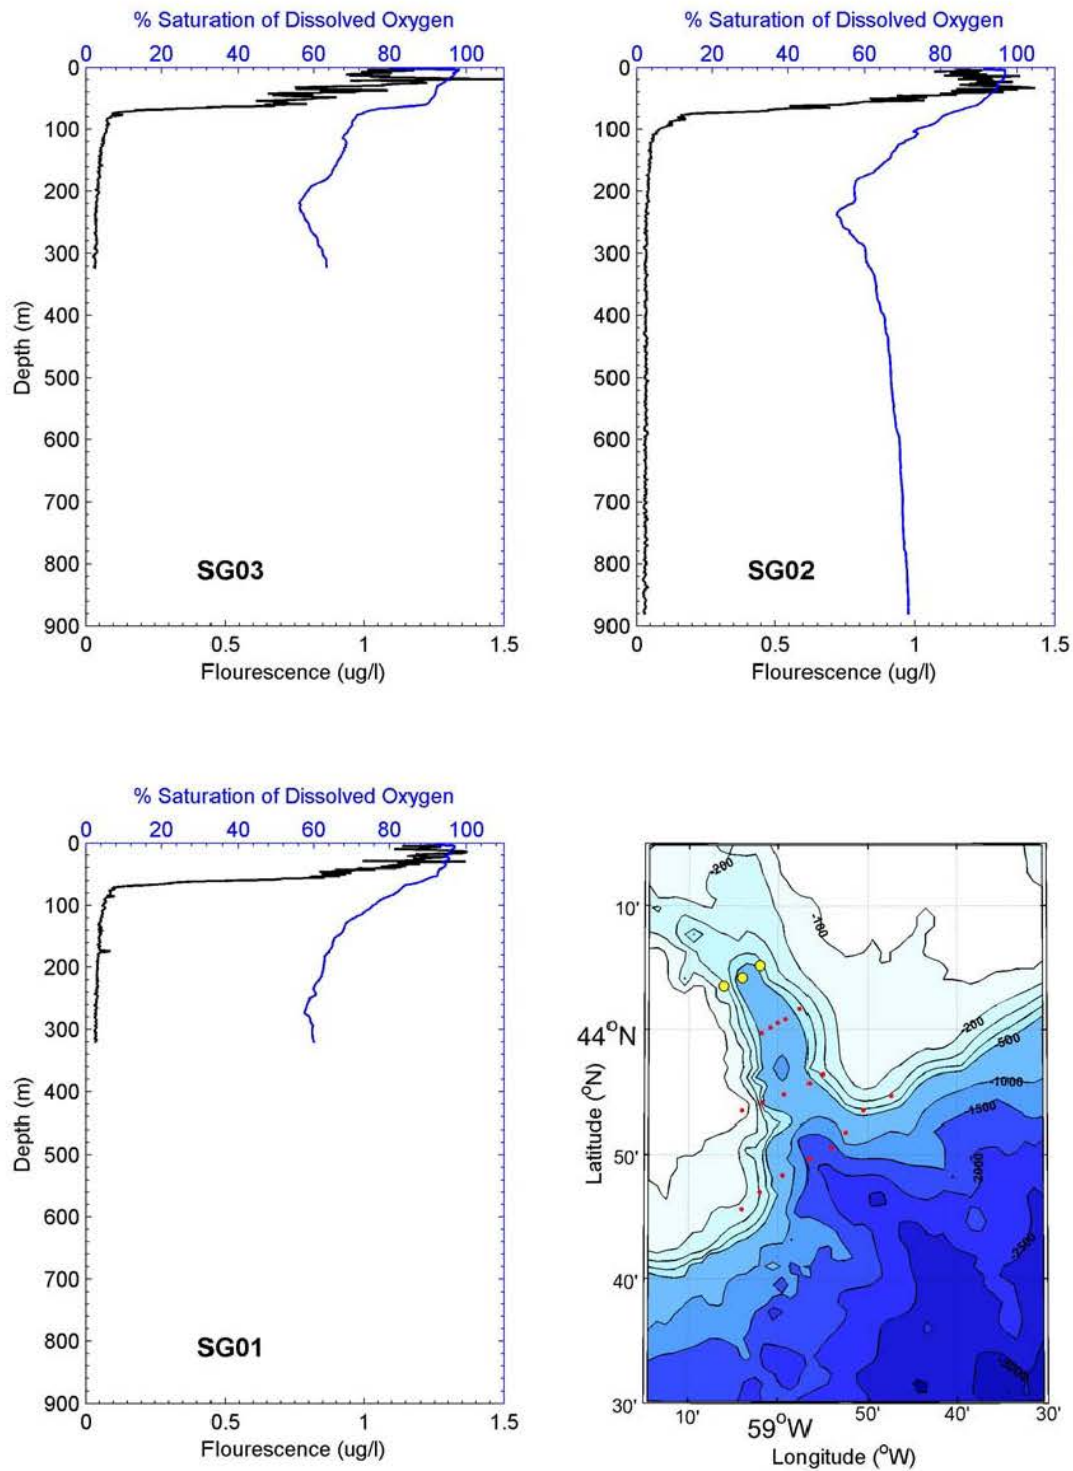 % Saturation of Dissolved Oxygen
0 20 40 60 80 100
0
100
200
300
400
500
600
700
800
900
Depth (m)
SG03
0 0.5 1 1.5
Flourescence (ug/l)
% Saturation of Dissolved Oxygen
0 20 40 60 80 100
0
100
200
300
400
500
600
700
800
900
SG02
0 0.5 1 1.5
Flourescence (ug/l)
% Saturation of Dissolved Oxygen
0 20 40 60 80 100
0
100
200
300
400
500
600
700
800
900
Depth (m)
SG01
0 0.5 1 1.5
Flourescence (ug/l)
-200
10'
-100
44°N
-200
-500
-1000
-1500
Latitude (°N)
50'
-2000
-2500
40'
-3000
30'
10' 59°W 50' 40' 30'
Longitude (°W)